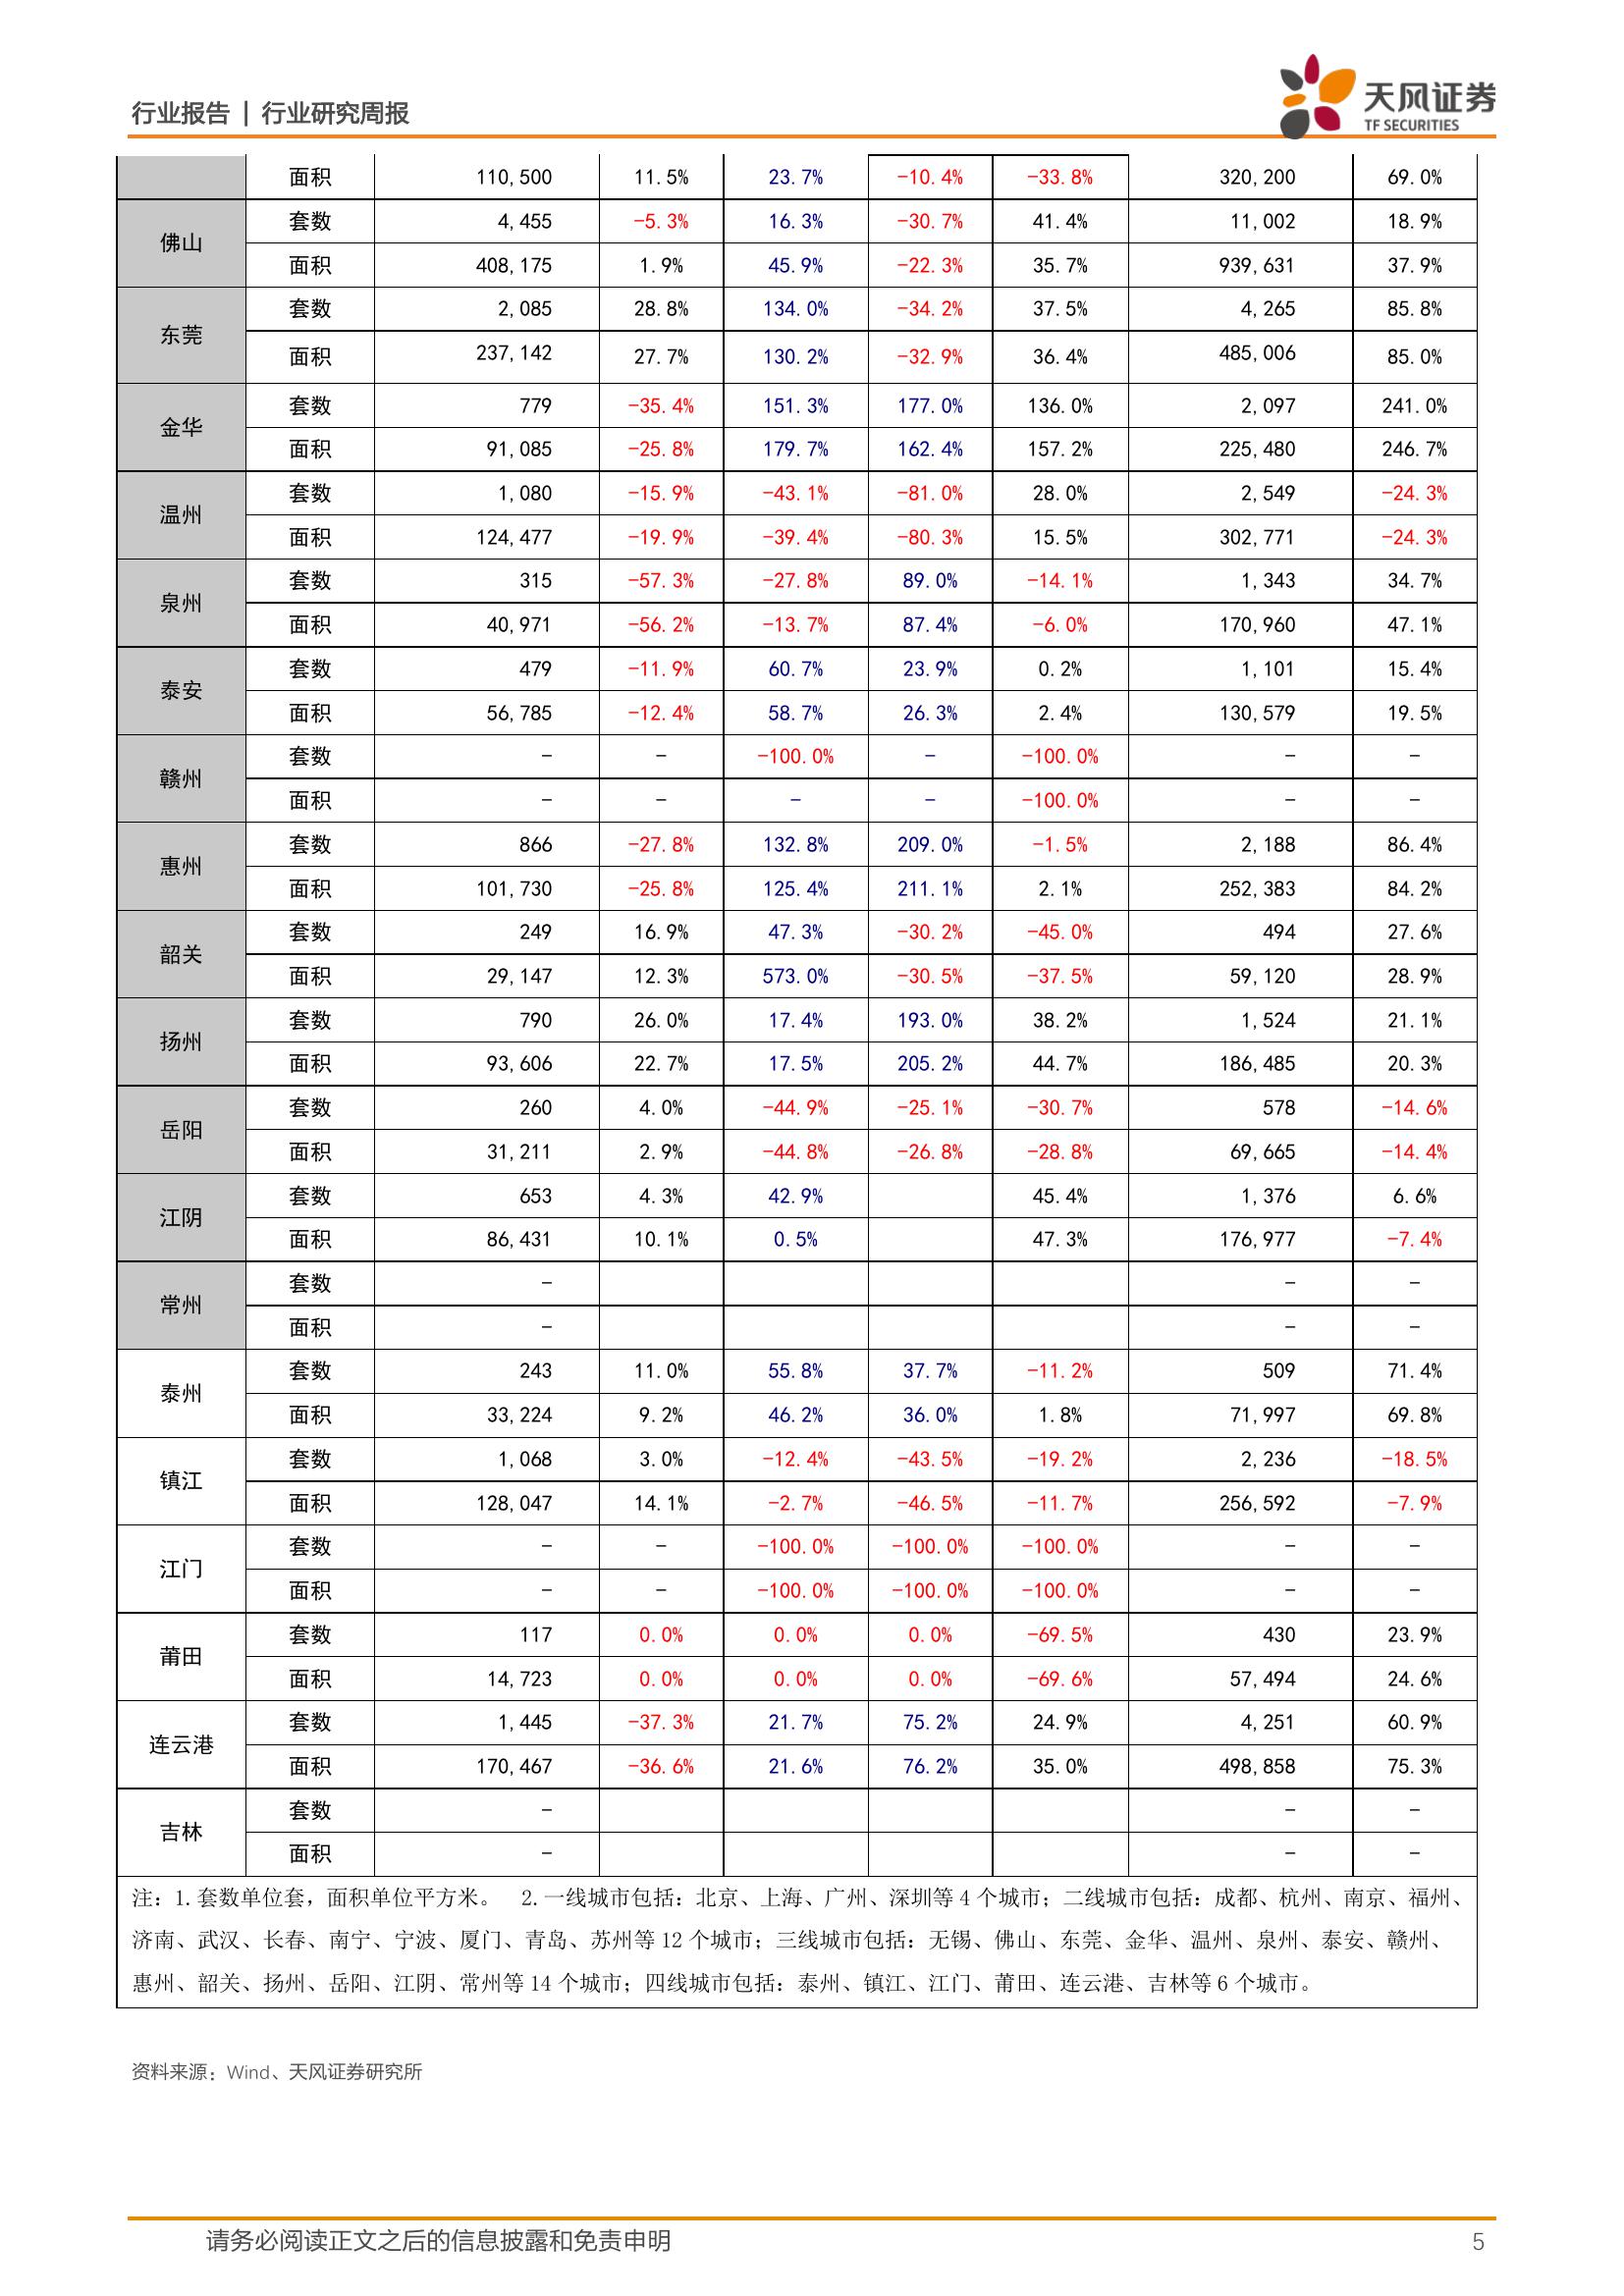 行业报告 | 行业研究周报
天风证券
TF SECURITIES
面积 110,500 11.5% 23.7% -10.4% -33.8% 320,200 69.0%
佛山 套数 4,455 -5.3% 16.3% -30.7% 41.4% 11,002 18.9%
面积 408,175 1.9% 45.9% -22.3% 35.7% 939,631 37.9%
东莞 套数 2,085 28.8% 134.0% -34.2% 37.5% 4,265 85.8%
面积 237,142 27.7% 130.2% -32.9% 36.4% 485,006 85.0%
金华 套数 779 -35.4% 151.3% 177.0% 136.0% 2,097 241.0%
面积 91,085 -25.8% 179.7% 162.4% 157.2% 225,480 246.7%
温州 套数 1,080 -15.9% -43.1% -81.0% 28.0% 2,549 -24.3%
面积 124,477 -19.9% -39.4% -80.3% 15.5% 302,771 -24.3%
泉州 套数 315 -57.3% -27.8% 89.0% -14.1% 1,343 34.7%
面积 40,971 -56.2% -13.7% 87.4% -6.0% 170,960 47.1%
泰安 套数 479 -11.9% 60.7% 23.9% 0.2% 1,101 15.4%
面积 56,785 -12.4% 58.7% 26.3% 2.4% 130,579 19.5%
赣州 套数 - - -100.0% - -100.0% - -
面积 - - - - -100.0% - -
惠州 套数 866 -27.8% 132.8% 209.0% -1.5% 2,188 86.4%
面积 101,730 -25.8% 125.4% 211.1% 2.1% 252,383 84.2%
韶关 套数 249 16.9% 47.3% -30.2% -45.0% 494 27.6%
面积 29,147 12.3% 573.0% -30.5% -37.5% 59,120 28.9%
扬州 套数 790 26.0% 17.4% 193.0% 38.2% 1,524 21.1%
面积 93,606 22.7% 17.5% 205.2% 44.7% 186,485 20.3%
岳阳 套数 260 4.0% -44.9% -25.1% -30.7% 578 -14.6%
面积 31,211 2.9% -44.8% -26.8% -28.8% 69,665 -14.4%
江阴 套数 653 4.3% 42.9% 45.4% 1,376 6.6%
面积 86,431 10.1% 0.5% 47.3% 176,977 -7.4%
常州 套数 - - -
面积 - - -
泰州 套数 243 11.0% 55.8% 37.7% -11.2% 509 71.4%
面积 33,224 9.2% 46.2% 36.0% 1.8% 71,997 69.8%
镇江 套数 1,068 3.0% -12.4% -43.5% -19.2% 2,236 -18.5%
面积 128,047 14.1% -2.7% -46.5% -11.7% 256,592 -7.9%
江门 套数 - - -100.0% -100.0% -100.0% - -
面积 - - -100.0% -100.0% -100.0% - -
莆田 套数 117 0.0% 0.0% 0.0% -69.5% 430 23.9%
面积 14,723 0.0% 0.0% 0.0% -69.6% 57,494 24.6%
连云港 套数 1,445 -37.3% 21.7% 75.2% 24.9% 4,251 60.9%
面积 170,467 -36.6% 21.6% 76.2% 35.0% 498,858 75.3%
吉林 套数 - - -
面积 - - -
注：1.套数单位套，面积单位平方米。 2.一线城市包括：北京、上海、广州、深圳等 4 个城市；二线城市包括：成都、杭州、南京、福州、
济南、武汉、长春、南宁、宁波、厦门、青岛、苏州等 12 个城市；三线城市包括：无锡、佛山、东莞、金华、温州、泉州、泰安、赣州、
惠州、韶关、扬州、岳阳、江阴、常州等 14 个城市；四线城市包括：泰州、镇江、江门、莆田、连云港、吉林等 6 个城市。
资料来源：Wind、天风证券研究所
请务必阅读正文之后的信息披露和免责申明 5